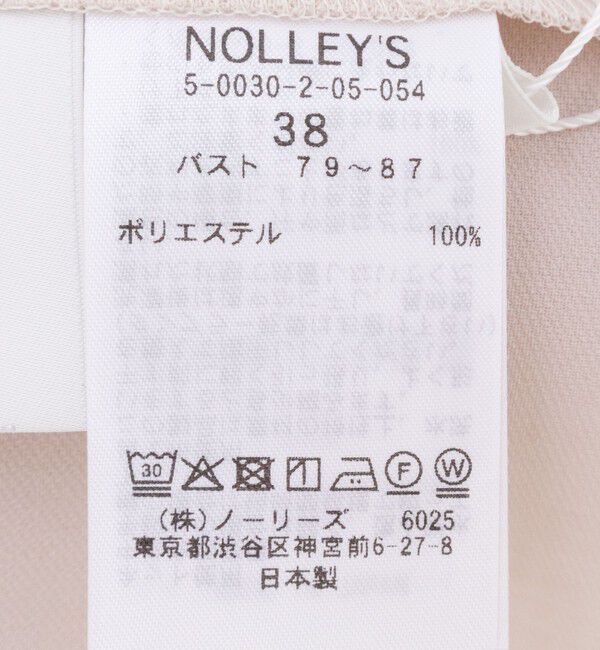 NOLLEY'S
5-0030-2-05-054
38
バスト 79~87
ポリエステル 100%
30 F W
(株)ノーリーズ 6025
東京都渋谷区神宮前6-27-8
日本製